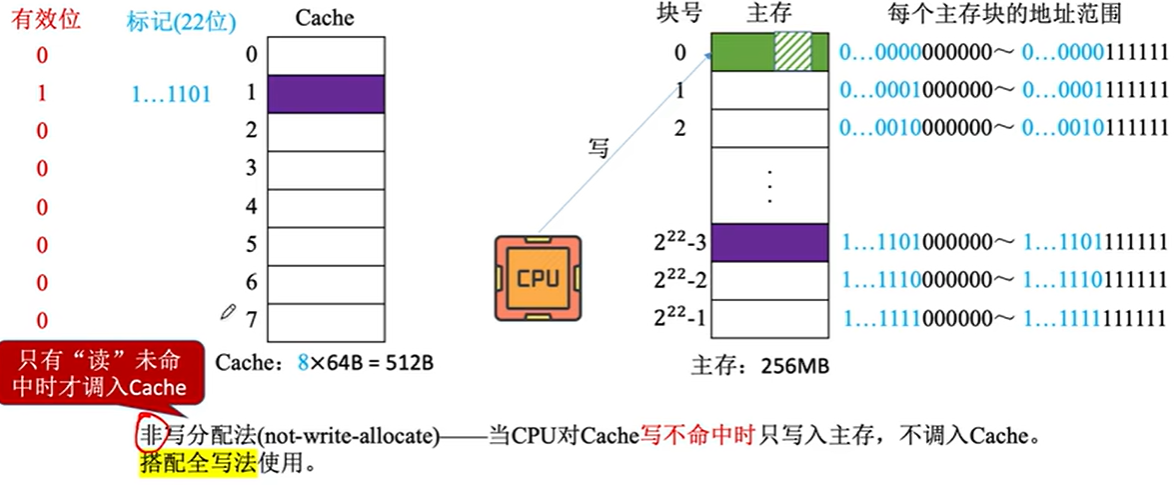 有效位 标记(22位) Cache 块号 主存 每个主存块的地址范围
0 0 0 0…0000000000～ 0…0000111111
1 1…1101 1 1 0…0001000000～ 0…0001111111
0 2 2 0…0010000000～ 0…0010111111
0 3
写
0 4
0 5 2²²-3 1…1101000000～ 1…1101111111
CPU
0 6 2²²-2 1…1110000000～ 1…1110111111
0 7 2²²-1 1…1111000000～ 1…1111111111
只有“读”未命
中时才调入Cache
Cache：8×64B = 512B 主存：256MB
非写分配法(not-write-allocate)——当CPU对Cache写不命中时只写入主存，不调入Cache。
搭配全写法使用。